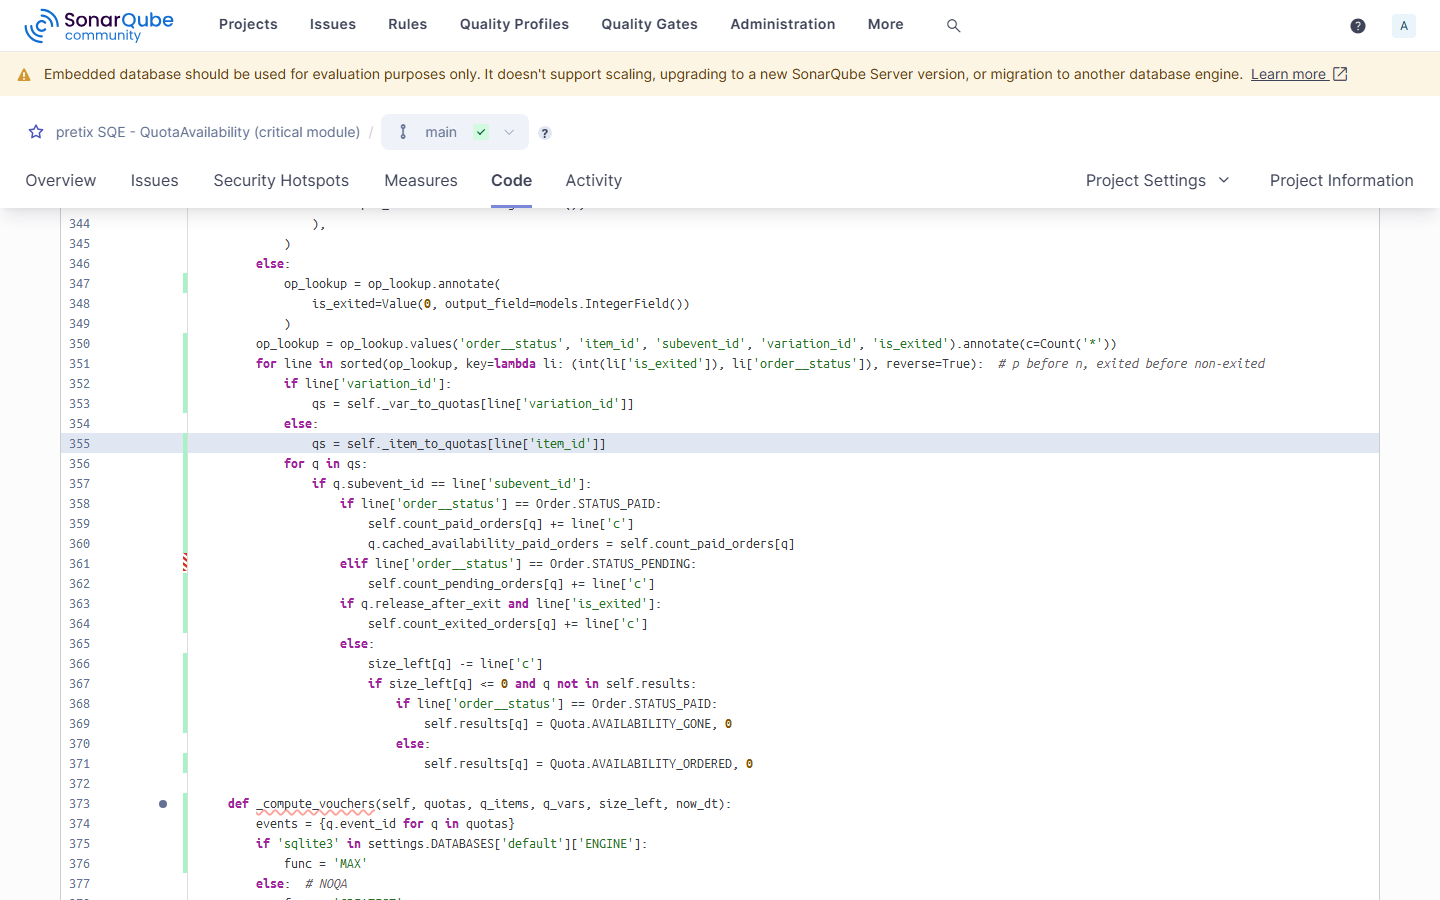 SonarQube community
Projects Issues Rules Quality Profiles Quality Gates Administration More ? A
Embedded database should be used for evaluation purposes only. It doesn't support scaling, upgrading to a new SonarQube Server version, or migration to another database engine. Learn more
pretix SQE - QuotaAvailability (critical module) / main ?
Overview Issues Security Hotspots Measures Code Activity Project Settings Project Information
344 ),
345 )
346 else:
347 op_lookup = op_lookup.annotate(
348 is_exited=Value(0, output_field=models.IntegerField())
349 )
350 op_lookup = op_lookup.values('order__status', 'item_id', 'subevent_id', 'variation_id', 'is_exited').annotate(c=Count('*'))
351 for line in sorted(op_lookup, key=lambda li: (int(li['is_exited']), li['order__status']), reverse=True):  # p before n, exited before non-exited
352 if line['variation_id']:
353 qs = self._var_to_quotas[line['variation_id']]
354 else:
355 qs = self._item_to_quotas[line['item_id']]
356 for q in qs:
357 if q.subevent_id == line['subevent_id']:
358 if line['order__status'] == Order.STATUS_PAID:
359 self.count_paid_orders[q] += line['c']
360 q.cached_availability_paid_orders = self.count_paid_orders[q]
361 elif line['order__status'] == Order.STATUS_PENDING:
362 self.count_pending_orders[q] += line['c']
363 if q.release_after_exit and line['is_exited']:
364 self.count_exited_orders[q] += line['c']
365 else:
366 size_left[q] -= line['c']
367 if size_left[q] <= 0 and q not in self.results:
368 if line['order__status'] == Order.STATUS_PAID:
369 self.results[q] = Quota.AVAILABILITY_GONE, 0
370 else:
371 self.results[q] = Quota.AVAILABILITY_ORDERED, 0
372
373 def _compute_vouchers(self, quotas, q_items, q_vars, size_left, now_dt):
374 events = {q.event_id for q in quotas}
375 if 'sqlite3' in settings.DATABASES['default']['ENGINE']:
376 func = 'MAX'
377 else:  # NOQA